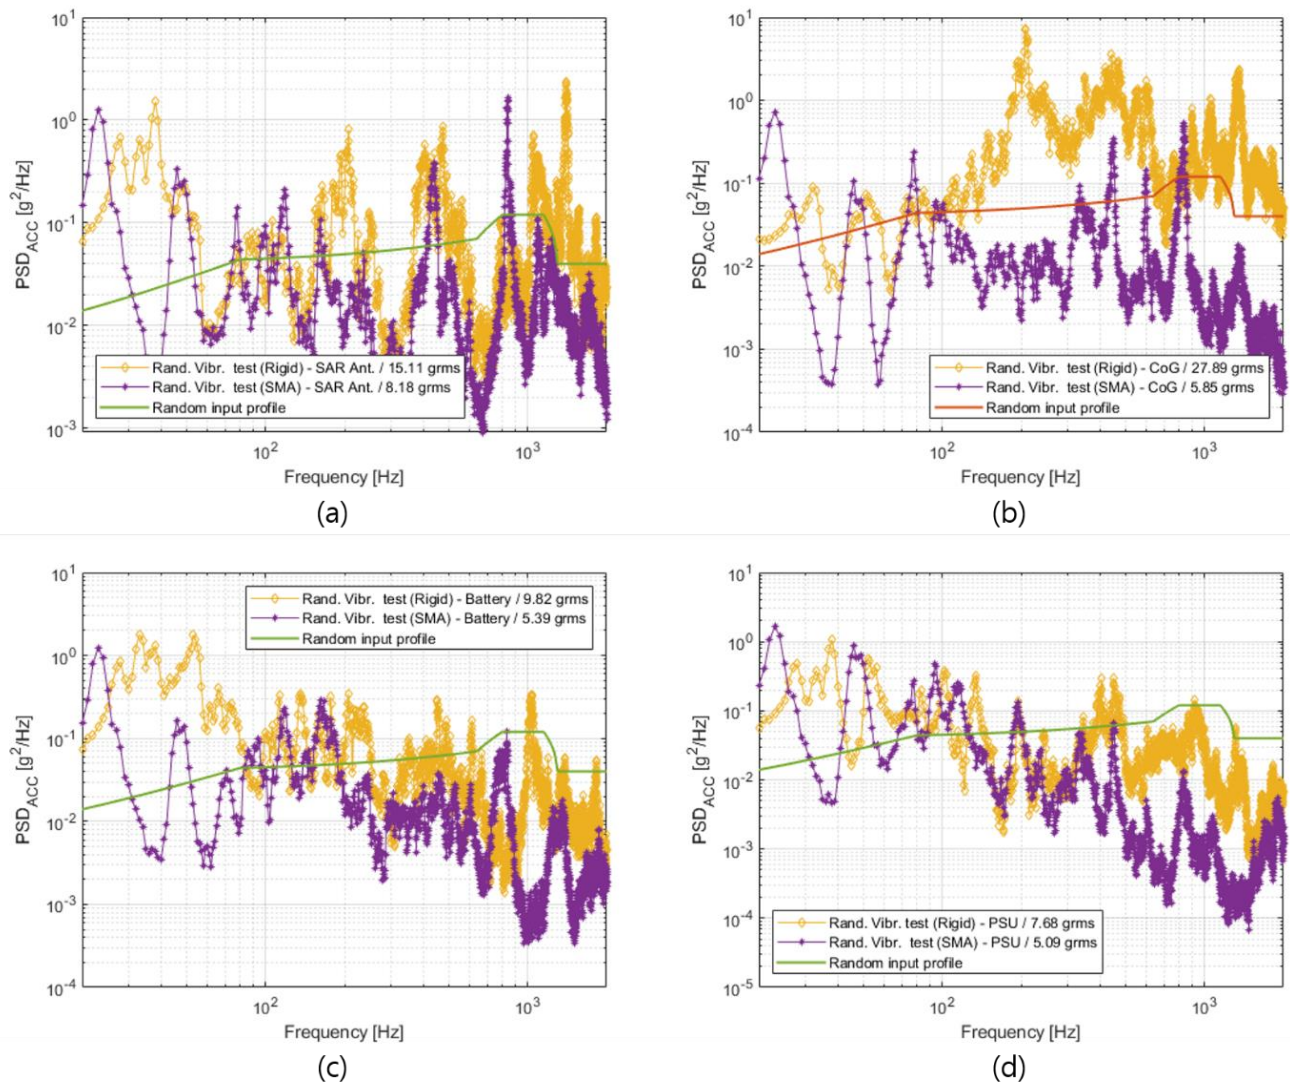 10^1
10^0
10^-1
10^-2
10^-3
PSD_ACC [g^2/Hz]
Rand. Vibr. test (Rigid) - SAR Ant. / 15.11 grms
Rand. Vibr. test (SMA) - SAR Ant. / 8.18 grms
Random input profile
10^2
10^3
Frequency [Hz]
(a)
10^1
10^0
10^-1
10^-2
10^-3
10^-4
PSD_ACC [g^2/Hz]
Rand. Vibr. test (Rigid) - CoG / 27.89 grms
Rand. Vibr. test (SMA) - CoG / 5.85 grms
Random input profile
10^2
10^3
Frequency [Hz]
(b)
10^1
10^0
10^-1
10^-2
10^-3
10^-4
PSD_ACC [g^2/Hz]
Rand. Vibr. test (Rigid) - Battery / 9.82 grms
Rand. Vibr. test (SMA) - Battery / 5.39 grms
Random input profile
10^2
10^3
Frequency [Hz]
(c)
10^1
10^0
10^-1
10^-2
10^-3
10^-4
10^-5
PSD_ACC [g^2/Hz]
Rand. Vibr. test (Rigid) - PSU / 7.68 grms
Rand. Vibr. test (SMA) - PSU / 5.09 grms
Random input profile
10^2
10^3
Frequency [Hz]
(d)